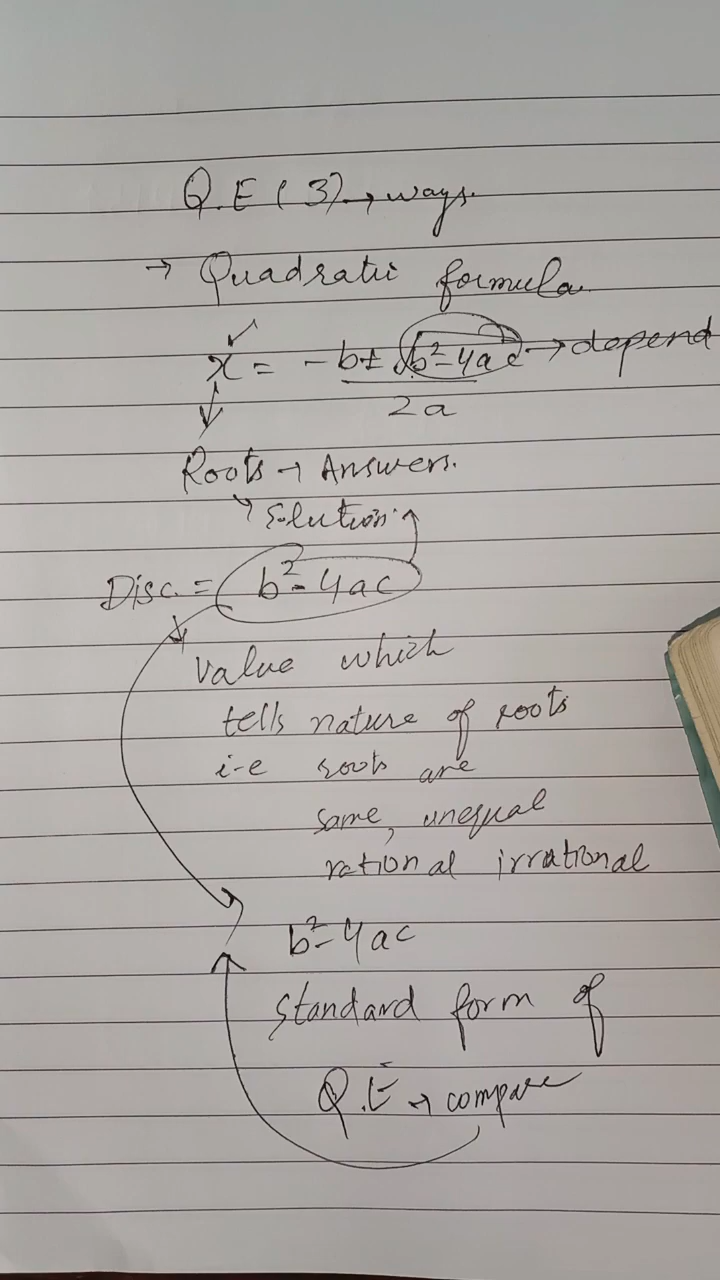 Q.E (3) → ways.
→ Quadratic formula
x = -b ± √b²-4ac → depend
2a
Roots → Answers.
↘ Solution.
Disc. = b²-4ac
value which
tells nature of roots
i-e roots are
same, unequal
rational irrational
b²-4ac
standard form of
Q.E → compare